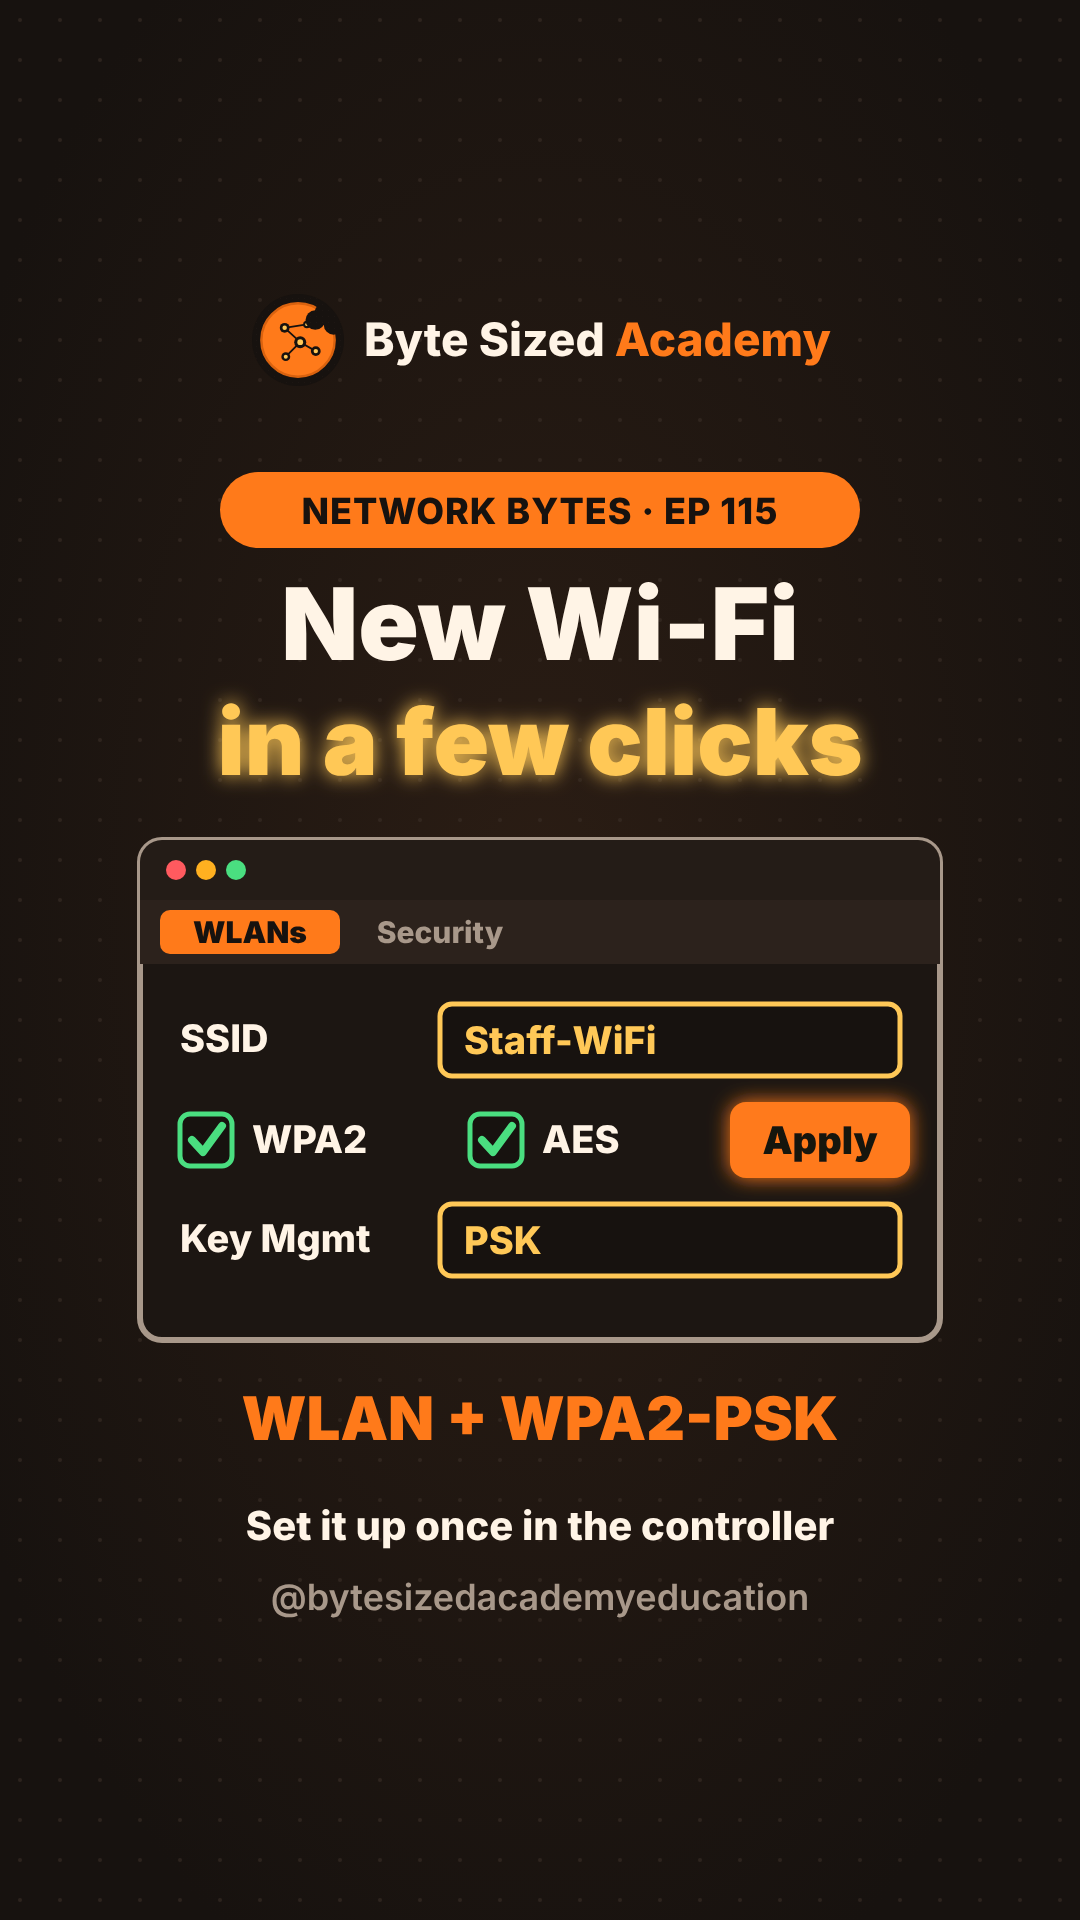 Byte Sized Academy
NETWORK BYTES · EP 115
New Wi-Fi
in a few clicks
WLANs Security
SSID Staff-WiFi
WPA2 AES Apply
Key Mgmt PSK
WLAN + WPA2-PSK
Set it up once in the controller
@bytesizedacademyeducation